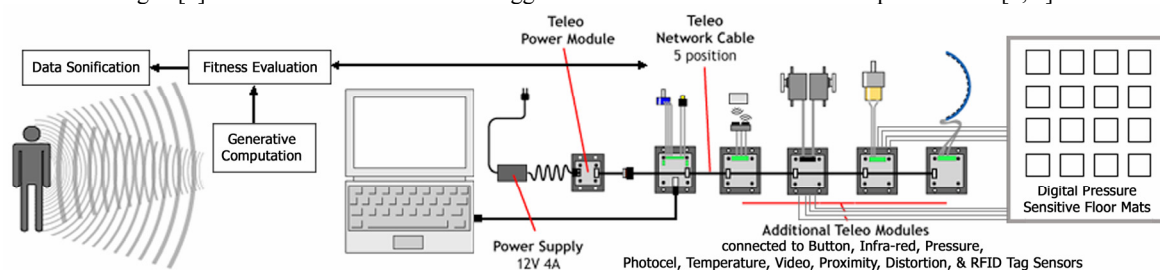 Teleo
Power Module
Teleo
Network Cable
5 position
Data Sonification
Fitness Evaluation
Generative
Computation
Power Supply
12V 4A
Digital Pressure
Sensitive Floor Mats
Additional Teleo Modules
connected to Button, Infra-red, Pressure,
Photocel, Temperature, Video, Proximity, Distortion, & RFID Tag Sensors